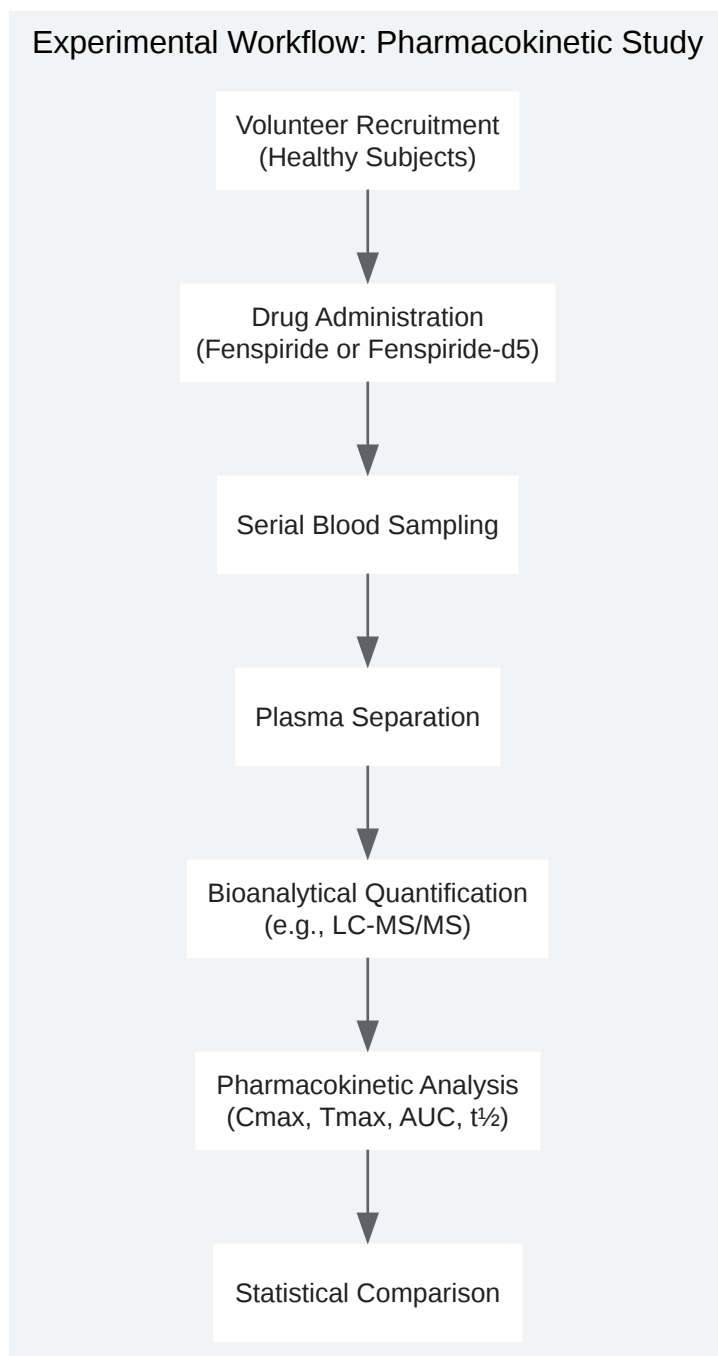 Experimental Workflow: Pharmacokinetic Study
Volunteer Recruitment
(Healthy Subjects)
Drug Administration
(Fenspiride or Fenspiride-d5)
Serial Blood Sampling
Plasma Separation
Bioanalytical Quantification
(e.g., LC-MS/MS)
Pharmacokinetic Analysis
(Cmax, Tmax, AUC, t½)
Statistical Comparison